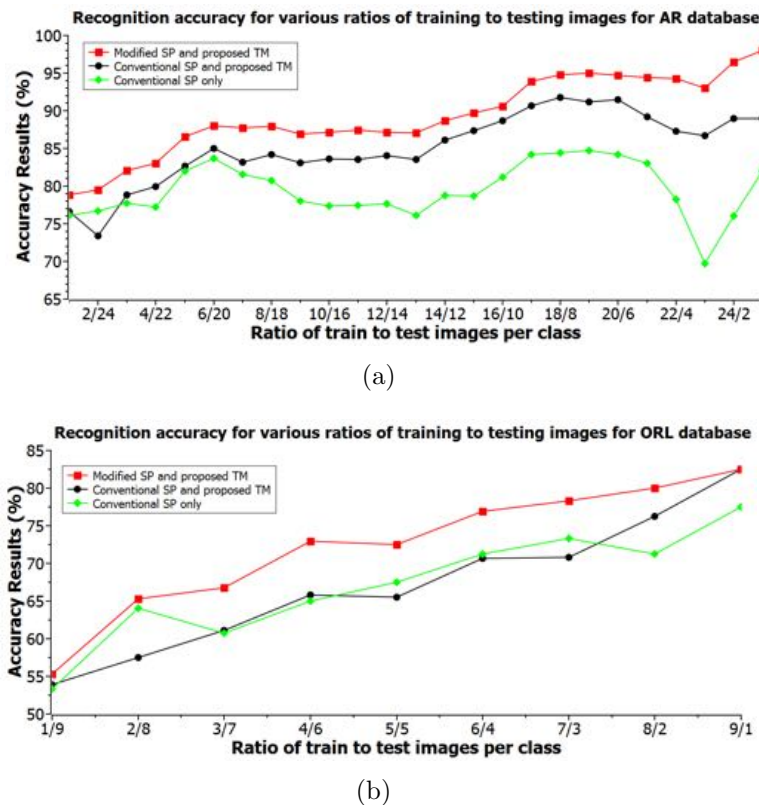 Recognition accuracy for various ratios of training to testing images for AR database
Modified SP and proposed TM
Conventional SP and proposed TM
Conventional SP only
Accuracy Results (%)
100
95
90
85
80
75
70
65
2/24 4/22 6/20 8/18 10/16 12/14 14/12 16/10 18/8 20/6 22/4 24/2
Ratio of train to test images per class
(a)
Recognition accuracy for various ratios of training to testing images for ORL database
Modified SP and proposed TM
Conventional SP and proposed TM
Conventional SP only
Accuracy Results (%)
85
80
75
70
65
60
55
50
1/9 2/8 3/7 4/6 5/5 6/4 7/3 8/2 9/1
Ratio of train to test images per class
(b)